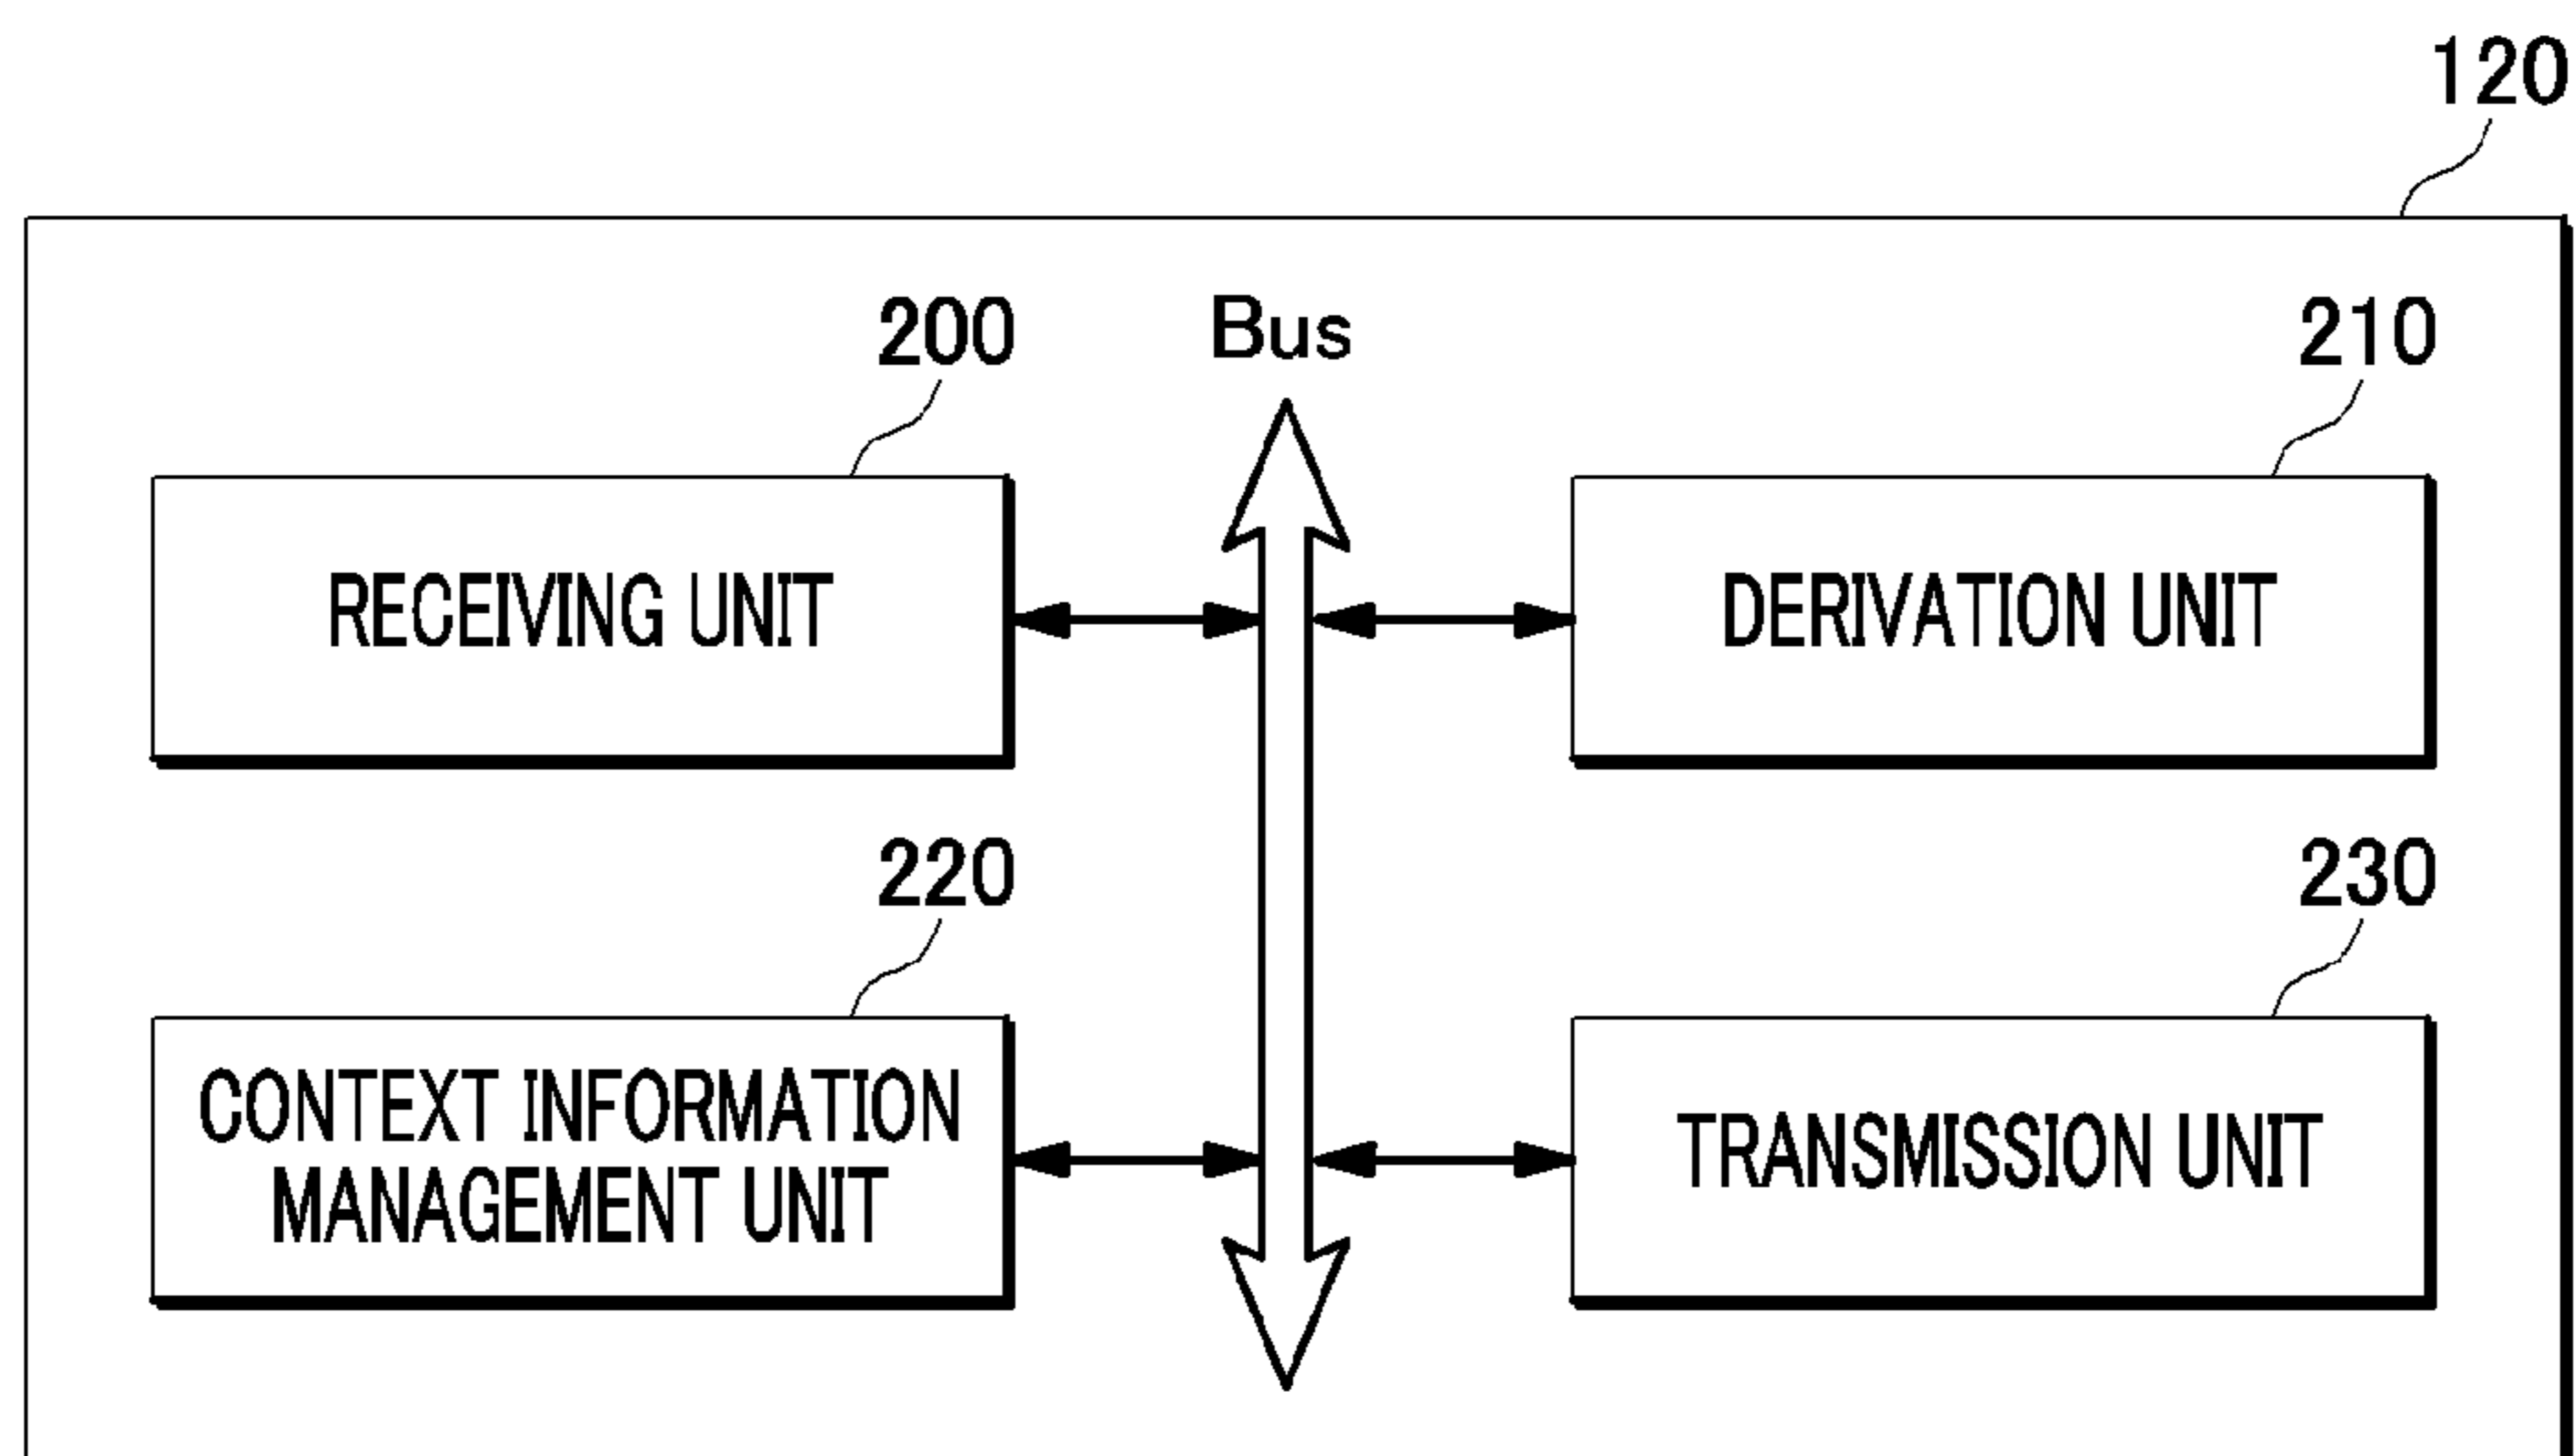 120
200
Bus
210
RECEIVING UNIT
DERIVATION UNIT
220
230
CONTEXT INFORMATION
MANAGEMENT UNIT
TRANSMISSION UNIT